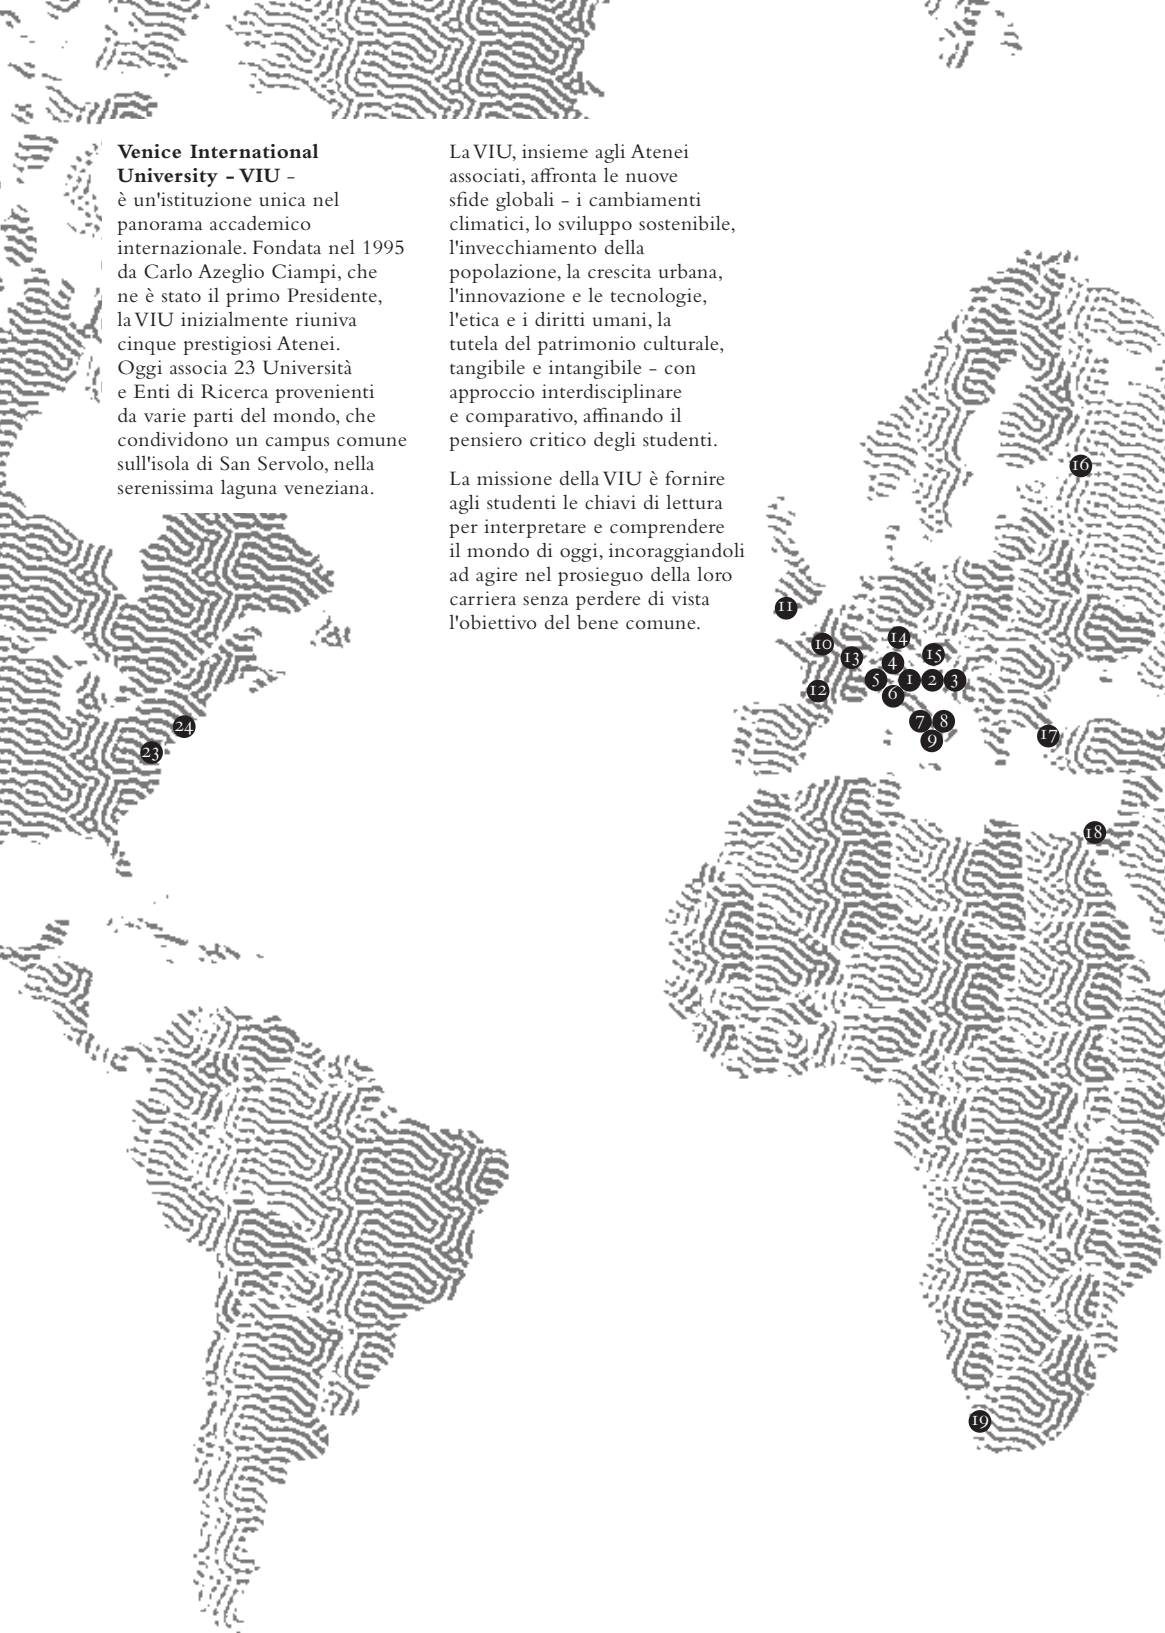 Venice International
University - VIU -
è un'istituzione unica nel
panorama accademico
internazionale. Fondata nel 1995
da Carlo Azeglio Ciampi, che
ne è stato il primo Presidente,
la VIU inizialmente riuniva
cinque prestigiosi Atenei.
Oggi associa 23 Università
e Enti di Ricerca provenienti
da varie parti del mondo, che
condividono un campus comune
sull'isola di San Servolo, nella
serenissima laguna veneziana.
La VIU, insieme agli Atenei
associati, affronta le nuove
sfide globali - i cambiamenti
climatici, lo sviluppo sostenibile,
l'invecchiamento della
popolazione, la crescita urbana,
l'innovazione e le tecnologie,
l'etica e i diritti umani, la
tutela del patrimonio culturale,
tangibile e intangibile - con
approccio interdisciplinare
e comparativo, affinando il
pensiero critico degli studenti.
La missione della VIU è fornire
agli studenti le chiavi di lettura
per interpretare e comprendere
il mondo di oggi, incoraggiandoli
ad agire nel prosieguo della loro
carriera senza perdere di vista
l'obiettivo del bene comune.
16
11
10
14
13
4
15
5
1
2
3
12
6
7
8
9
17
24
23
18
19